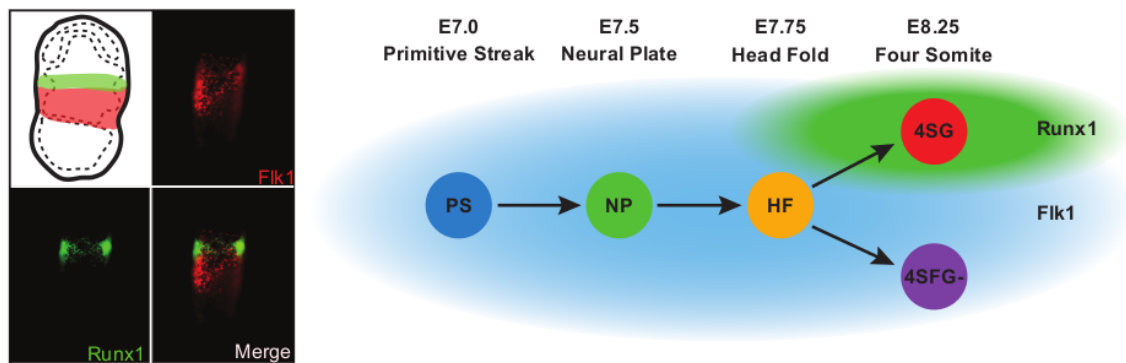 Flk1
Runx1
Merge
E7.0
Primitive Streak
E7.5
Neural Plate
E7.75
Head Fold
E8.25
Four Somite
4SG
Runx1
PS
NP
HF
Flk1
4SFG-